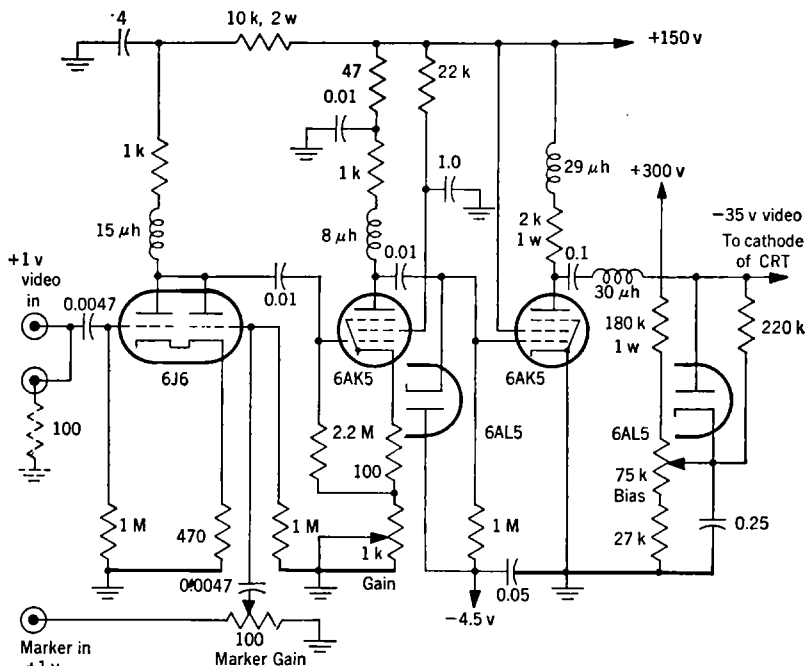 .4
10 k, 2 w
+150 v
47
22 k
0.01
1 k
1 k
1.0
29 μh
+300 v
15 μh
8 μh
2 k
1 w
-35 v video
To cathode
of CRT
+1 v
video
in
0.0047
0.01
0.01
0.1
30 μh
180 k
1 w
220 k
6J6
6AK5
6AK5
100
2.2 M
6AL5
6AL5
100
75 k
Bias
1 M
470
1 M
1 k
Gain
1 M
27 k
0.25
0.0047
0.05
-4.5 v
100
Marker Gain
Marker in
+1 v